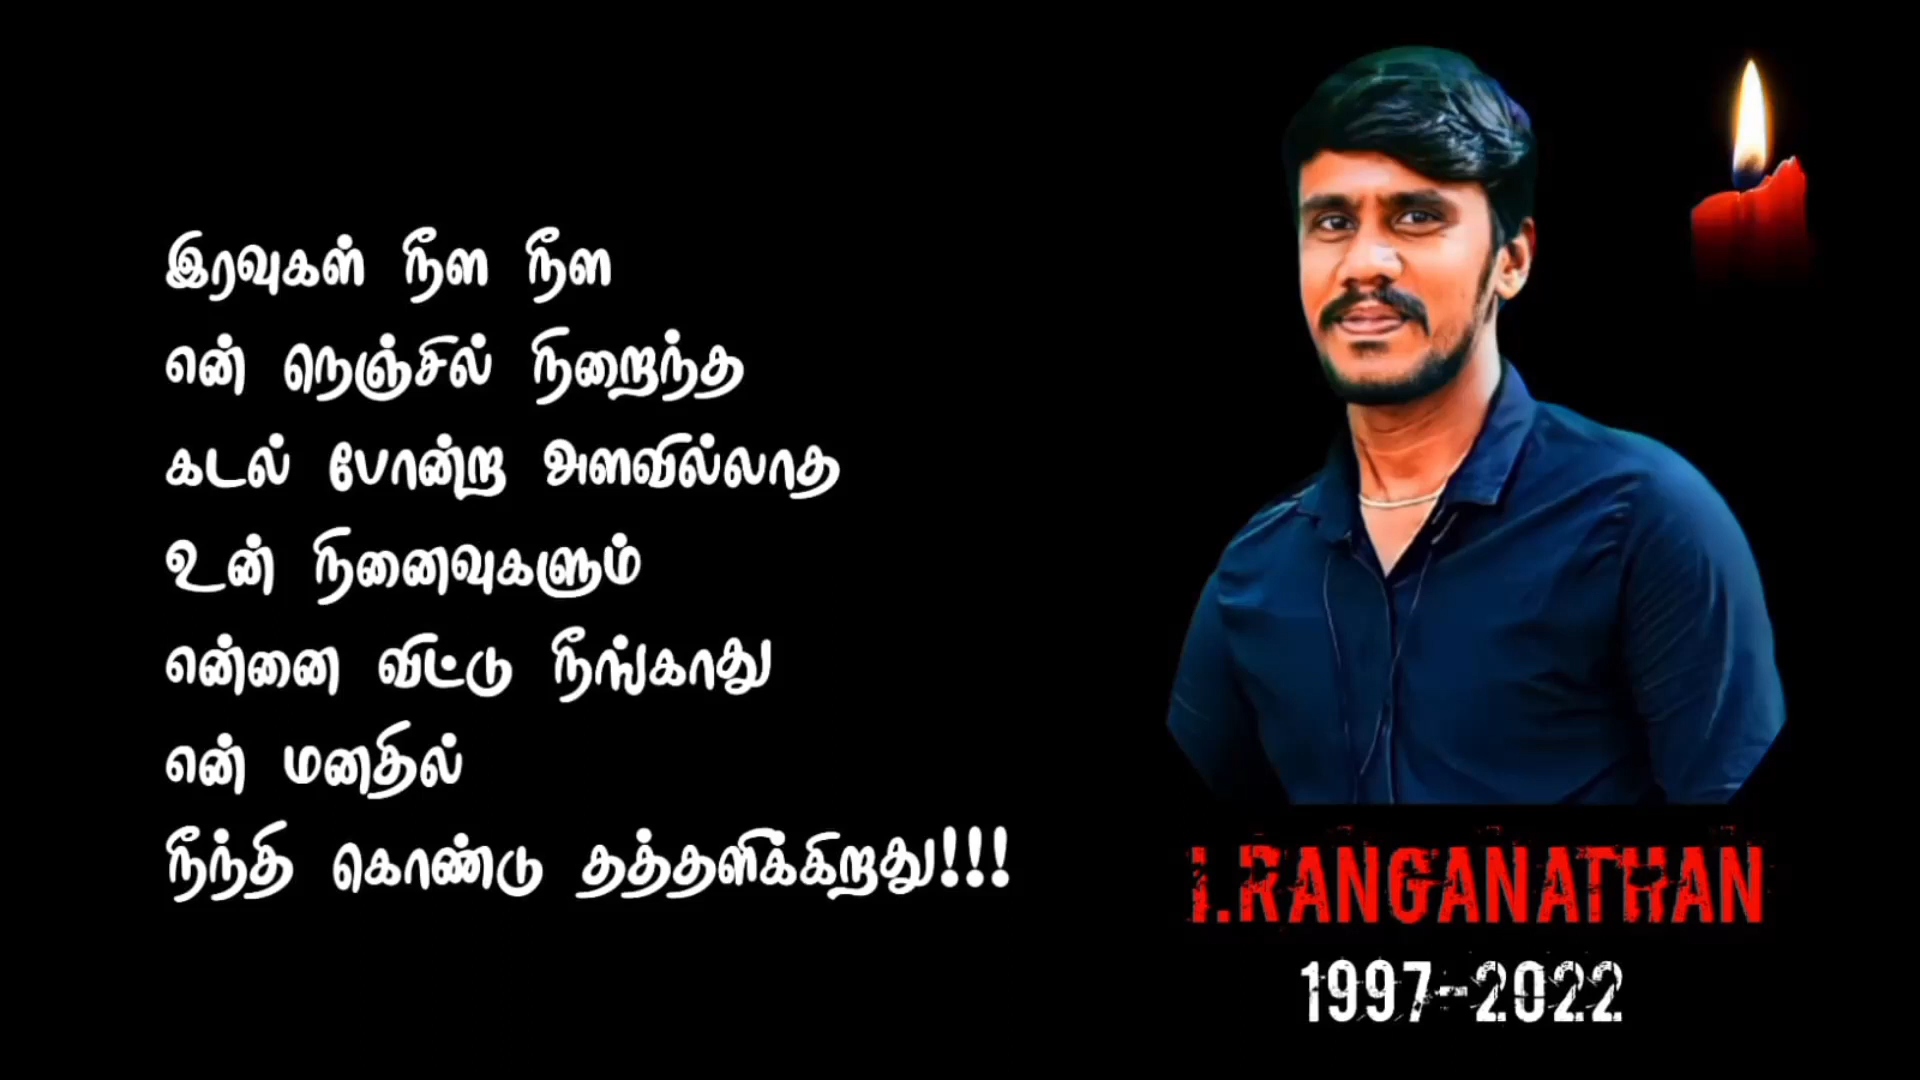 இரவுகள் நீள நீள
என் நெஞ்சில் நிறைந்த
கடல் போன்ற அளவில்லாத
உன் நினைவுகளும்
என்னை விட்டு நீங்காது
என் மனதில்
நீந்தி கொண்டு தத்தளிக்கிறது!!!
I.RANGANATHAN
1997-2022